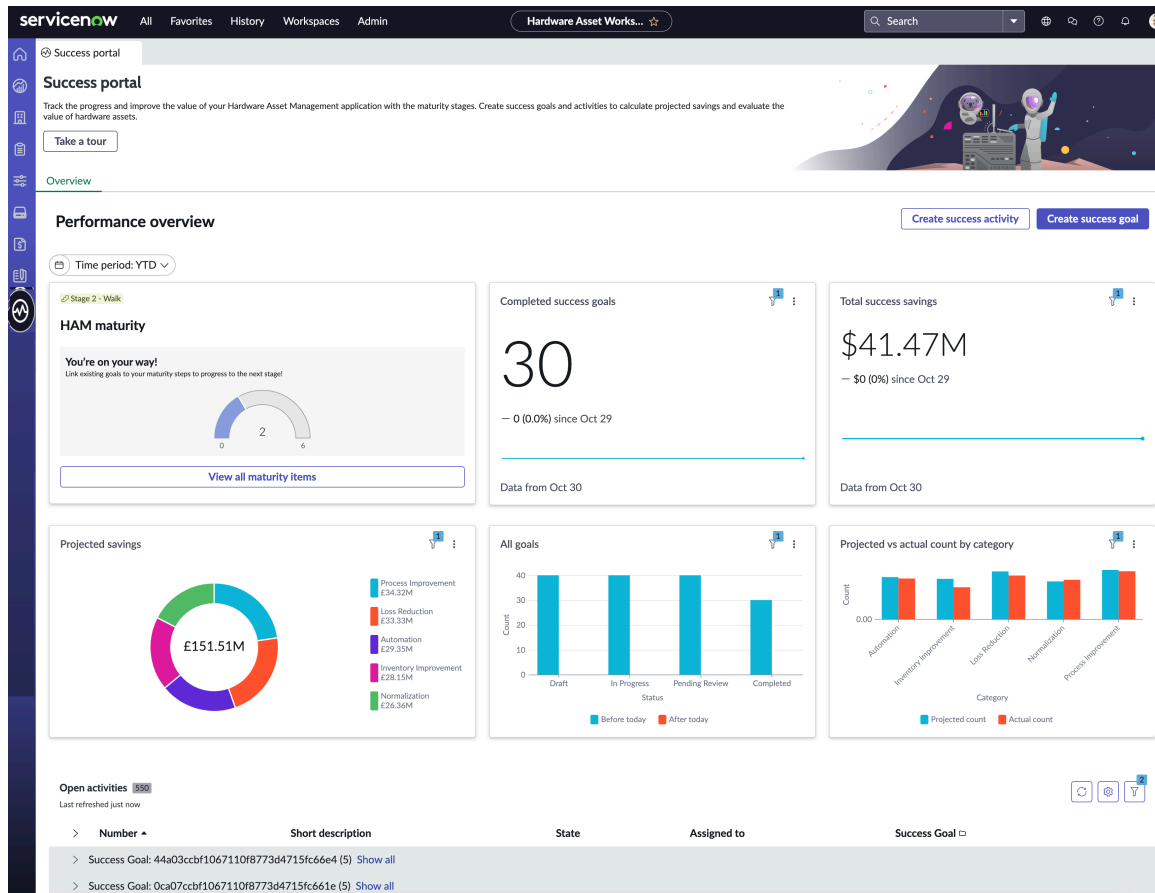 servicenow All Favorites History Workspaces Admin Hardware Asset Works... Search
Success portal
Success portal
Track the progress and improve the value of your Hardware Asset Management application with the maturity stages. Create success goals and activities to calculate projected savings and evaluate the
value of hardware assets.
Take a tour
Overview
Performance overview
Create success activity
Create success goal
Time period: YTD
Stage 2 - Walk
HAM maturity
You're on your way!
Link existing goals to your maturity steps to progress to the next stage!
2
0
6
View all maturity items
Completed success goals
1
30
— 0 (0.0%) since Oct 29
Data from Oct 30
Total success savings
1
$41.47M
— $0 (0%) since Oct 29
Data from Oct 30
Projected savings
1
£151.51M
Process Improvement
£34.32M
Loss Reduction
£33.33M
Automation
£29.35M
Inventory Improvement
£28.15M
Normalization
£26.36M
All goals
1
Count
40
30
20
10
0
Draft
In Progress
Pending Review
Completed
Status
Before today
After today
Projected vs actual count by category
1
Count
0.00
Automation
Inventory Improvement
Loss Reduction
Normalization
Process Improvement
Category
Projected count
Actual count
Open activities 550
Last refreshed just now
2
Number Short description State Assigned to Success Goal
Success Goal: 44a03ccbf1067110f8773d4715fc66e4 (5) Show all
Success Goal: 0ca07ccbf1067110f8773d4715fc661e (5) Show all